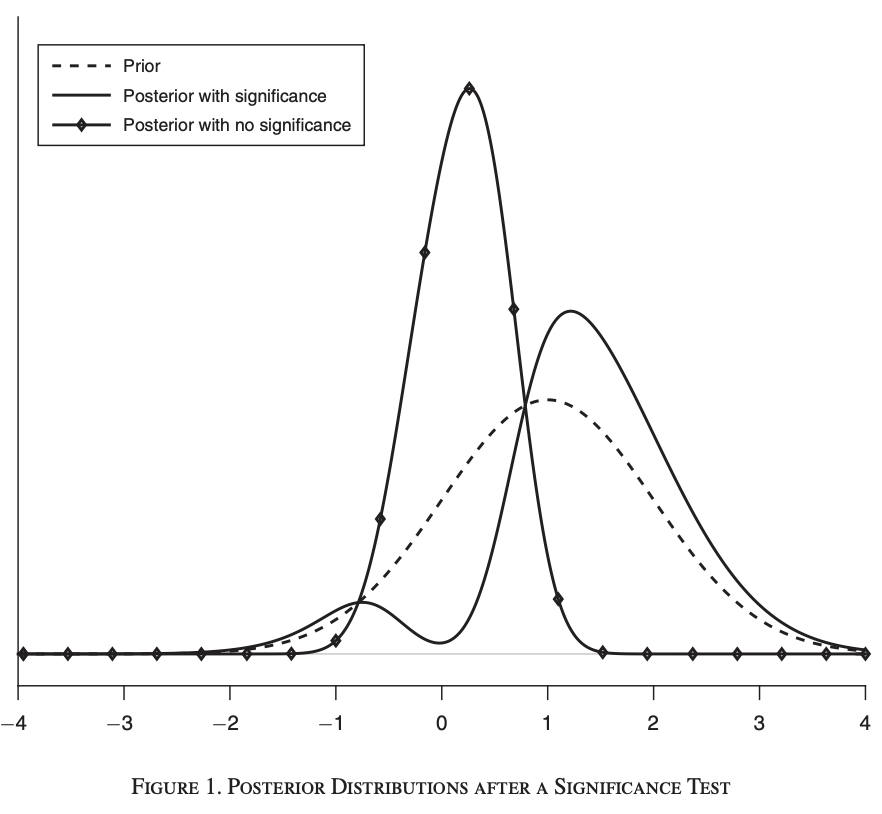 Prior
Posterior with significance
Posterior with no significance
−4 −3 −2 −1 0 1 2 3 4
Figure 1. Posterior Distributions after a Significance Test